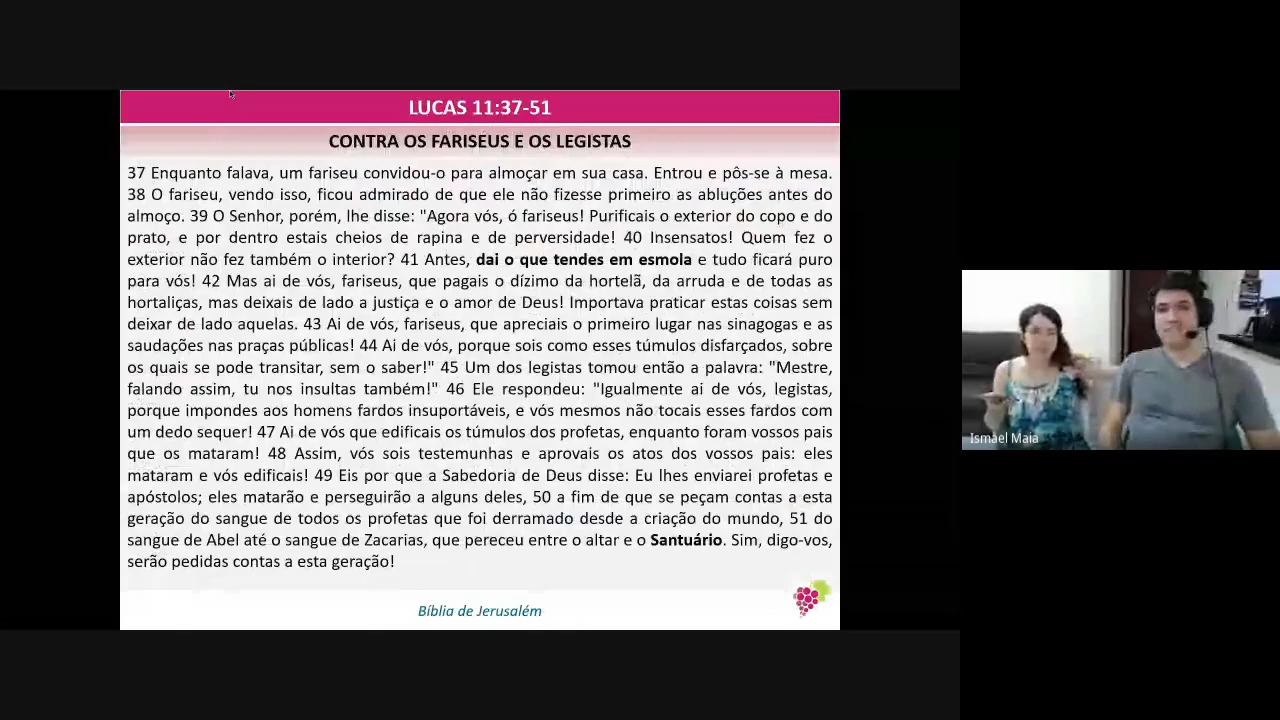 LUCAS 11:37-51
CONTRA OS FARISEUS E OS LEGISTAS
37 Enquanto falava, um fariseu convidou-o para almoçar em sua casa. Entrou e pôs-se à mesa.
38 O fariseu, vendo isso, ficou admirado de que ele não fizesse primeiro as abluções antes do
almoço. 39 O Senhor, porém, lhe disse: "Agora vós, ó fariseus! Purificais o exterior do copo e do
prato, e por dentro estais cheios de rapina e de perversidade! 40 Insensatos! Quem fez o
exterior não fez também o interior? 41 Antes, dai o que tendes em esmola e tudo ficará puro
para vós! 42 Mas ai de vós, fariseus, que pagais o dízimo da hortelã, da arruda e de todas as
hortaliças, mas deixais de lado a justiça e o amor de Deus! Importava praticar estas coisas sem
deixar de lado aquelas. 43 Ai de vós, fariseus, que apreciais o primeiro lugar nas sinagogas e as
saudações nas praças públicas! 44 Ai de vós, porque sois como esses túmulos disfarçados, sobre
os quais se pode transitar, sem o saber!" 45 Um dos legistas tomou então a palavra: "Mestre,
falando assim, tu nos insultas também!" 46 Ele respondeu: "Igualmente ai de vós, legistas,
porque impondes aos homens fardos insuportáveis, e vós mesmos não tocais esses fardos com
um dedo sequer! 47 Ai de vós que edificais os túmulos dos profetas, enquanto foram vossos pais
que os mataram! 48 Assim, vós sois testemunhas e aprovais os atos dos vossos pais: eles
mataram e vós edificais! 49 Eis por que a Sabedoria de Deus disse: Eu lhes enviarei profetas e
apóstolos; eles matarão e perseguirão a alguns deles, 50 a fim de que se peçam contas a esta
geração do sangue de todos os profetas que foi derramado desde a criação do mundo, 51 do
sangue de Abel até o sangue de Zacarias, que pereceu entre o altar e o Santuário. Sim, digo-vos,
serão pedidas contas a esta geração!
Bíblia de Jerusalém
Ismael Maia